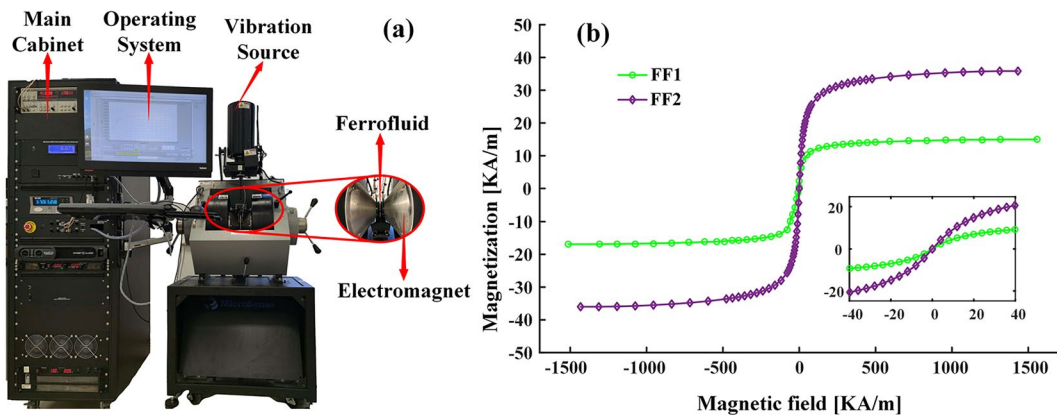 Main
Cabinet
Operating
System
Vibration
Source
(a)
Ferrofluid
Electromagnet
(b)
FF1
FF2
Magnetization [KA/m]
50
40
30
20
10
0
-10
-20
-30
-40
-50
-1500
-1000
-500
0
500
1000
1500
Magnetic field [KA/m]
20
0
-20
-40
-20
0
20
40